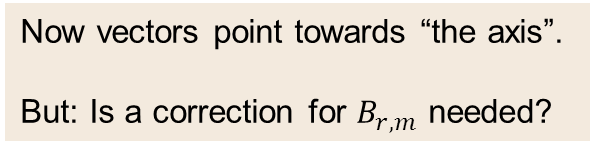 Now vectors point towards “the axis”.
But: Is a correction for B_{r,m} needed?